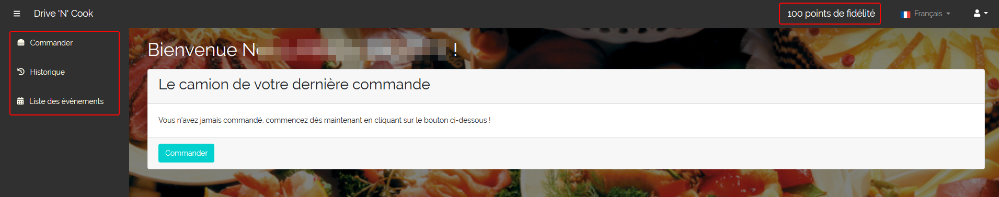 Drive 'N' Cook
100 points de fidélité
Français
Commander
Historique
Liste des évènements
Bienvenue !
Le camion de votre dernière commande
Vous n'avez jamais commandé, commencez dès maintenant en cliquant sur le bouton ci-dessous !
Commander